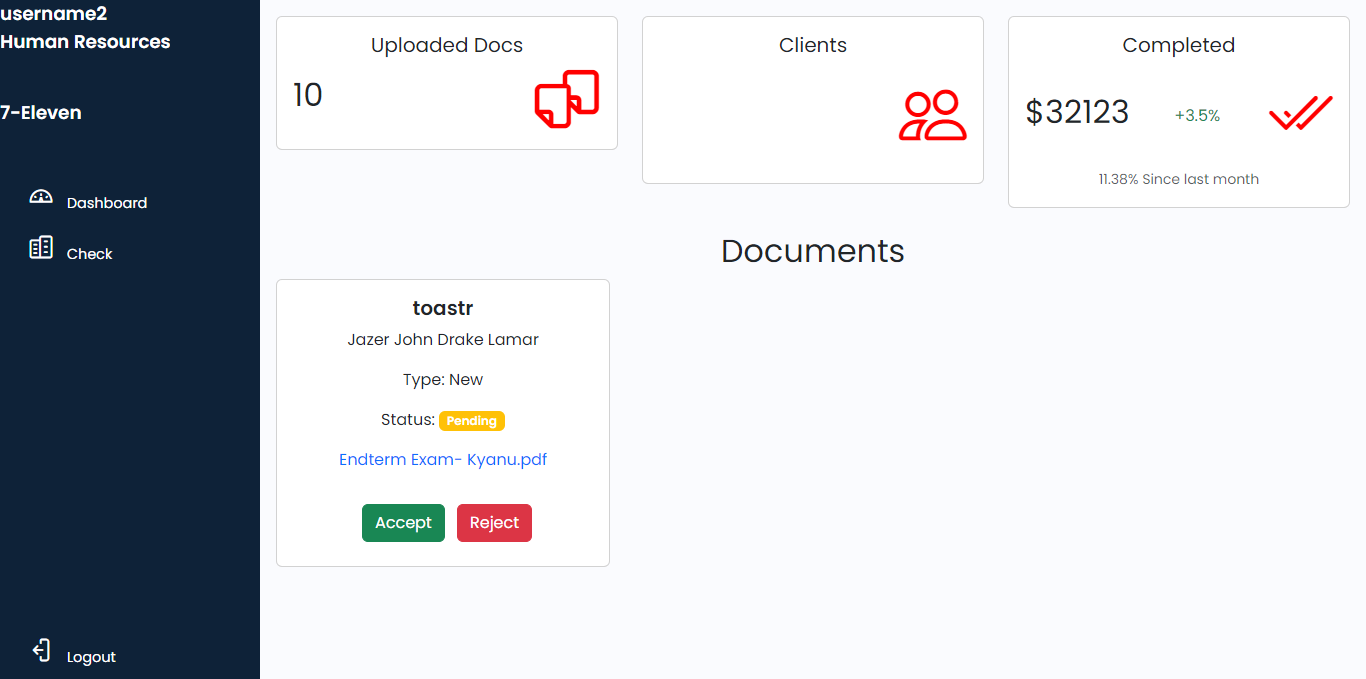 username2
Human Resources
7-Eleven
Dashboard
Check
Logout
Uploaded Docs
10
Clients
Completed
$32123 +3.5%
11.38% Since last month
Documents
toastr
Jazer John Drake Lamar
Type: New
Status: Pending
Endterm Exam- Kyanu.pdf
Accept Reject